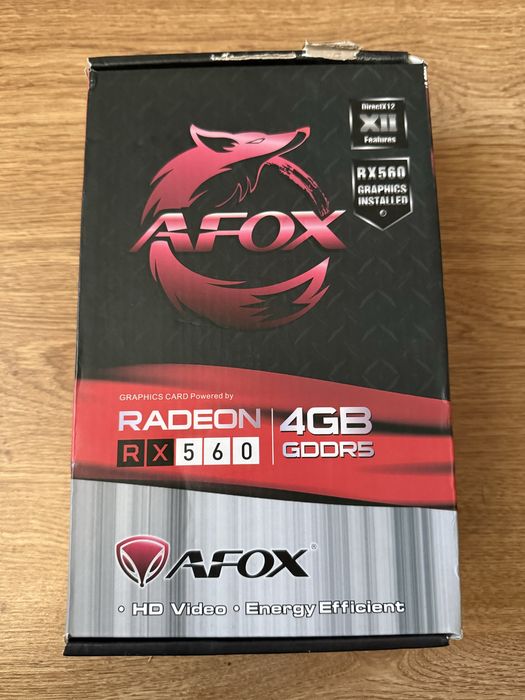 DirectX12
XII
Features
RX560
GRAPHICS
INSTALLED
AFOX
GRAPHICS CARD Powered by
RADEON
RX560
4GB
GDDR5
AFOX®
• HD Video • Energy Efficient